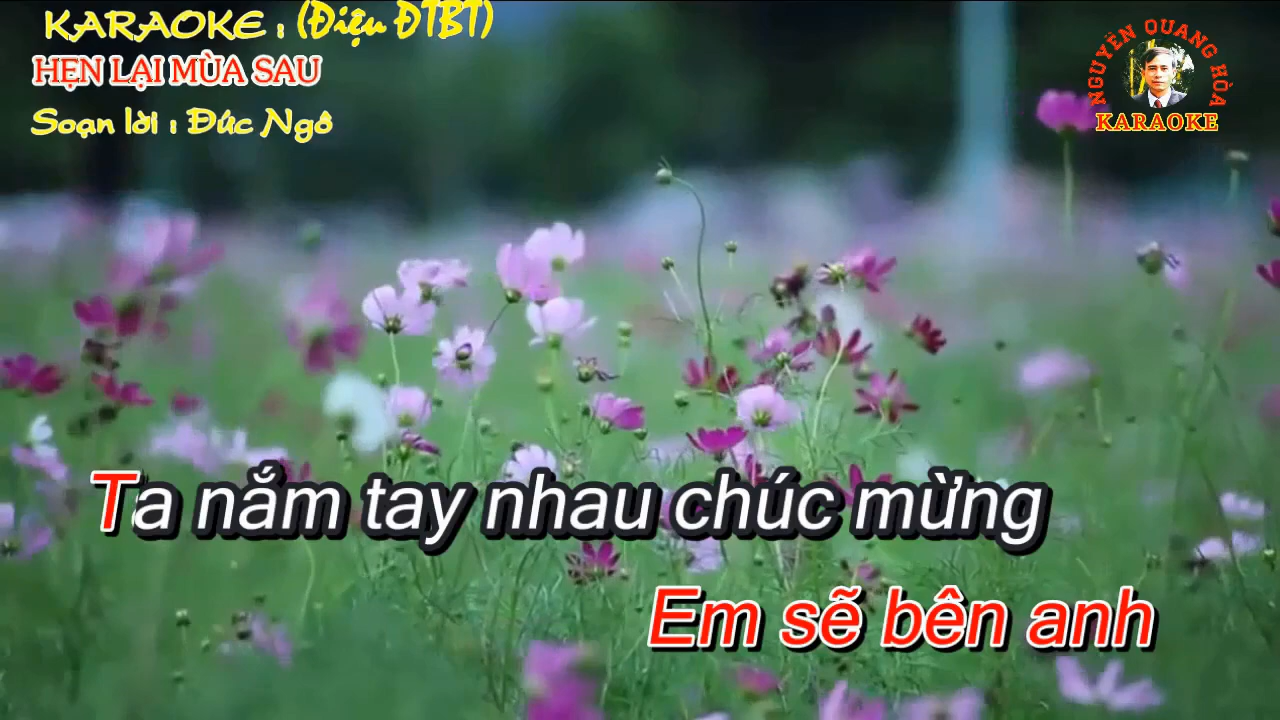 KARAOKE : (Điệu ĐTBT)
HẸN LẠI MÙA SAU
Soạn lời : Đức Ngô
NGUYỄN QUANG HÒA
KARAOKE
Ta nắm tay nhau chúc mừng
Em sẽ bên anh